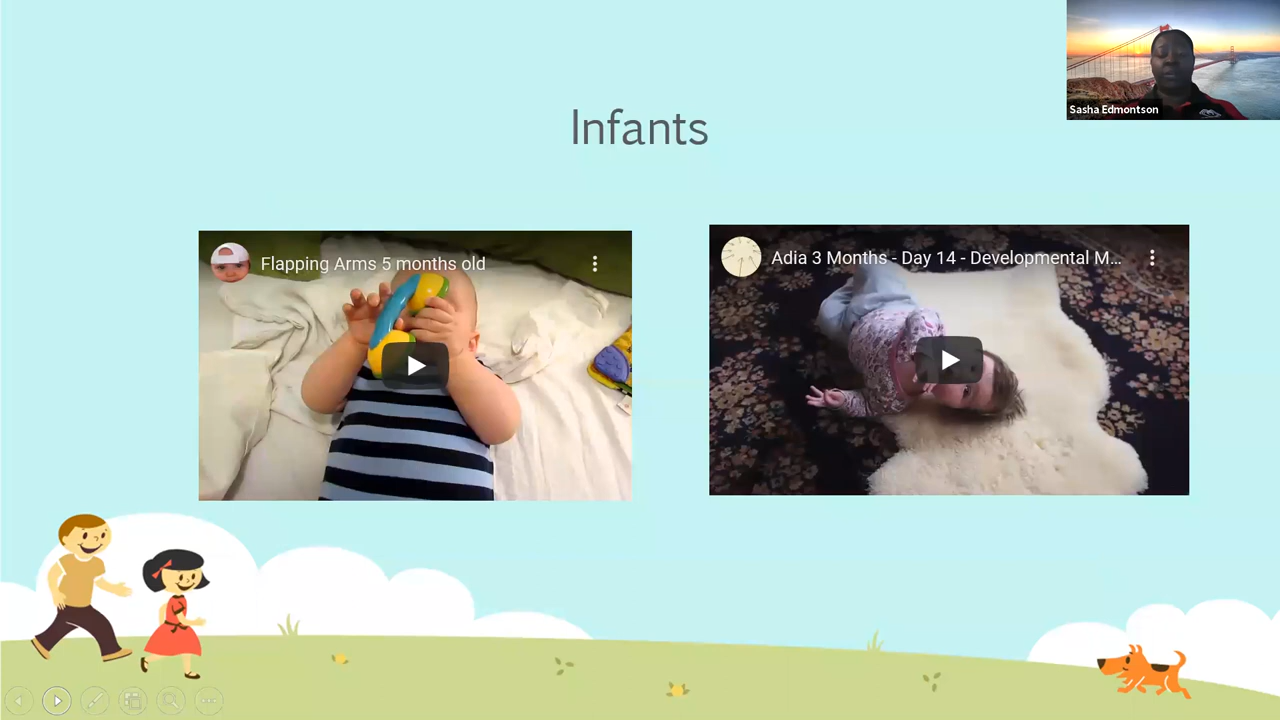 Sasha Edmontson
Infants
Flapping Arms 5 months old
Adia 3 Months - Day 14 - Developmental M...